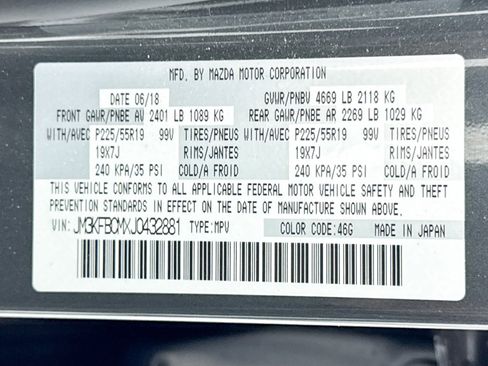 MFD. BY MAZDA MOTOR CORPORATION
DATE 06/18 GVWR/PNBV 4669 LB 2118 KG
FRONT GAWR/PNBE AV 2401 LB 1089 KG REAR GAWR/PNBE AR 2269 LB 1029 KG
WITH/AVEC P225/55R19 99V TIRES/PNEUS WITH/AVEC P225/55R19 99V TIRES/PNEUS
19X7J RIMS/JANTES 19X7J RIMS/JANTES
240 KPA/35 PSI COLD/A FROID 240 KPA/35 PSI COLD/A FROID
THIS VEHICLE CONFORMS TO ALL APPLICABLE FEDERAL MOTOR VEHICLE SAFETY AND THEFT
PREVENTION STANDARDS IN EFFECT ON THE DATE OF MANUFACTURE SHOWN ABOVE.
VIN: JM3KFBCMXJ0432881 TYPE:MPV COLOR CODE:46G MADE IN JAPAN